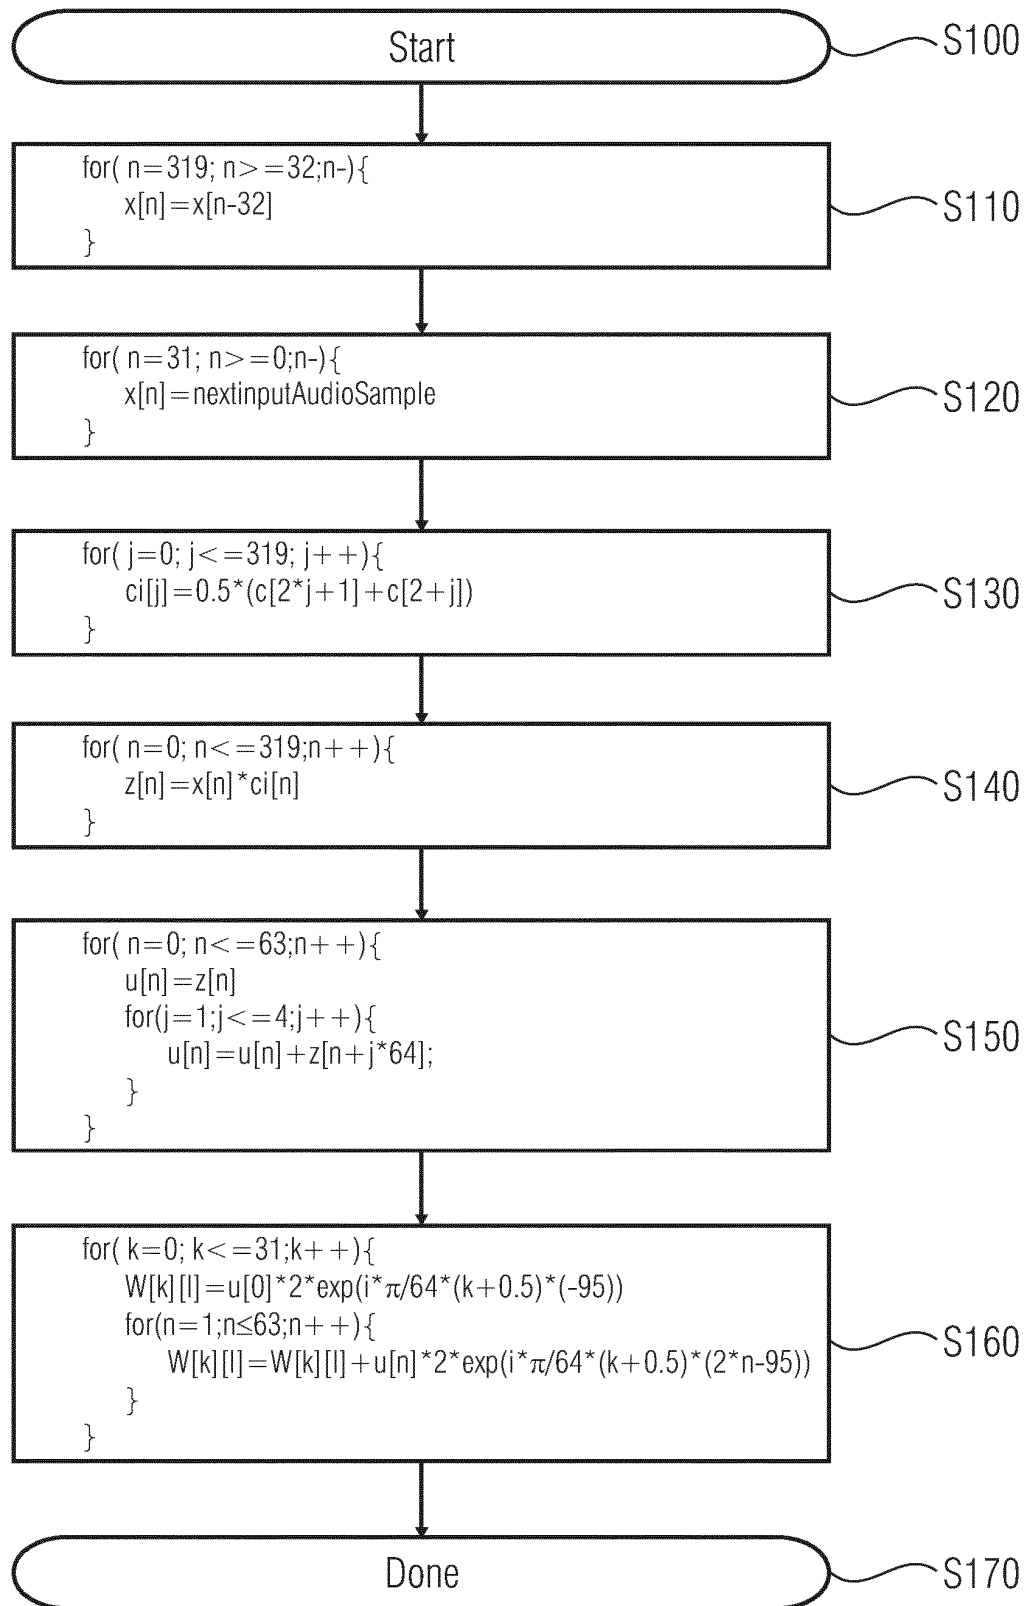 Start
S100
for( n=319; n>=32;n-){
x[n]=x[n-32]
}
S110
for( n=31; n>=0;n-){
x[n]=nextinputAudioSample
}
S120
for( j=0; j<=319; j++){
ci[j]=0.5*(c[2*j+1]+c[2+j])
}
S130
for( n=0; n<=319;n++){
z[n]=x[n]*ci[n]
}
S140
for( n=0; n<=63;n++){
u[n]=z[n]
for(j=1;j<=4;j++){
u[n]=u[n]+z[n+j*64];
}
}
S150
for( k=0; k<=31;k++){
W[k][l]=u[0]*2*exp(i*π/64*(k+0.5)*(-95))
for(n=1;n≤63;n++){
W[k][l]=W[k][l]+u[n]*2*exp(i*π/64*(k+0.5)*(2*n-95))
}
}
S160
Done
S170